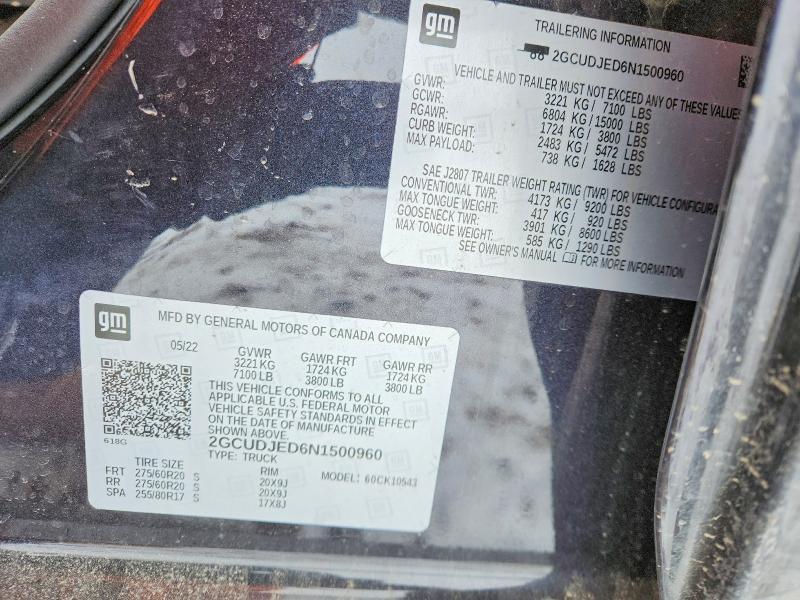 gm
TRAILERING INFORMATION
2GCUDJED6N1500960
VEHICLE AND TRAILER MUST NOT EXCEED ANY OF THESE VALUES
GVWR: 3221 KG/ 7100 LBS
GCWR: 6804 KG/ 15000 LBS
RGAWR: 1724 KG/ 3800 LBS
CURB WEIGHT: 2483 KG/ 5472 LBS
MAX PAYLOAD: 738 KG/ 1628 LBS
SAE J2807 TRAILER WEIGHT RATING (TWR) FOR VEHICLE CONFIGURA
CONVENTIONAL TWR: 4173 KG/ 9200 LBS
MAX TONGUE WEIGHT: 417 KG/ 920 LBS
GOOSENECK TWR: 3901 KG/ 8600 LBS
MAX TONGUE WEIGHT: 585 KG/ 1290 LBS
SEE OWNER'S MANUAL FOR MORE INFORMATION
gm
MFD BY GENERAL MOTORS OF CANADA COMPANY
05/22 GVWR GAWR FRT GAWR RR
3221 KG 1724 KG 1724 KG
7100 LB 3800 LB 3800 LB
THIS VEHICLE CONFORMS TO ALL
APPLICABLE U.S. FEDERAL MOTOR
VEHICLE SAFETY STANDARDS IN EFFECT
ON THE DATE OF MANUFACTURE
SHOWN ABOVE.
618G
2GCUDJED6N1500960
TYPE: TRUCK
MODEL: 60CK10543
TIRE SIZE RIM
FRT 275/60R20 S 20X9J
RR 275/60R20 S 20X9J
SPA 255/80R17 S 17X8J